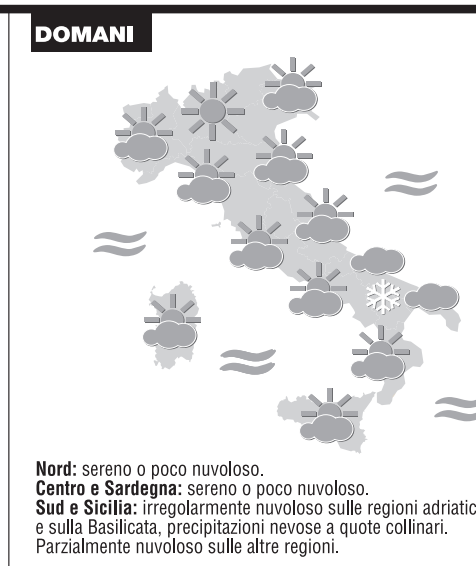 DOMANI
Nord: sereno o poco nuvoloso.
Centro e Sardegna: sereno o poco nuvoloso.
Sud e Sicilia: irregolarmente nuvoloso sulle regioni adriatic
e sulla Basilicata, precipitazioni nevose a quote collinari.
Parzialmente nuvoloso sulle altre regioni.